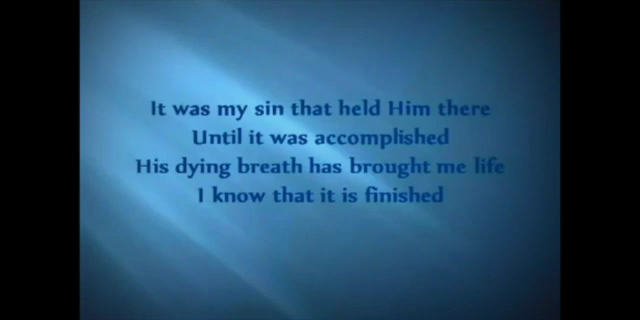 It was my sin that held Him there
Until it was accomplished
His dying breath has brought me life
I know that it is finished